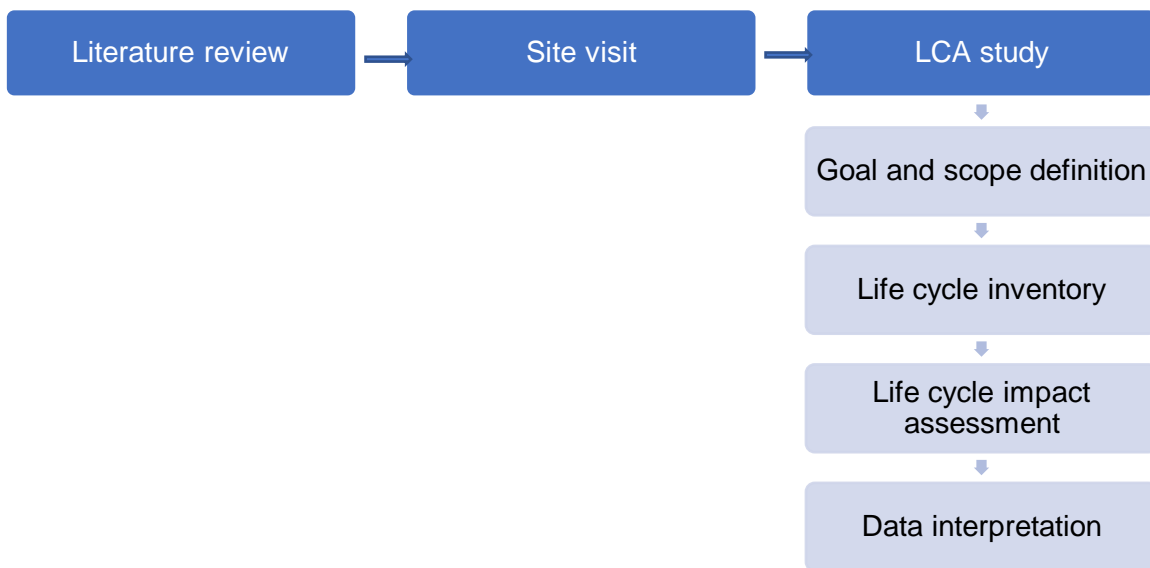 Literature review
Site visit
LCA study
Goal and scope definition
Life cycle inventory
Life cycle impact
assessment
Data interpretation